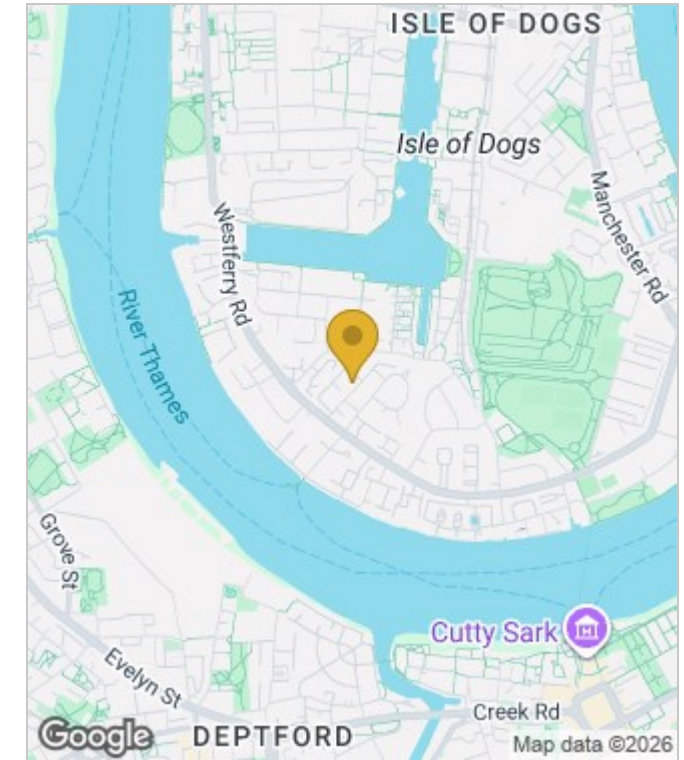 ISLE OF DOGS
Isle of Dogs
Manchester Rd
Westferry Rd
River Thames
Grove St
Cutty Sark
Evelyn St
Creek Rd
DEPTFORD
Google
Map data ©2026